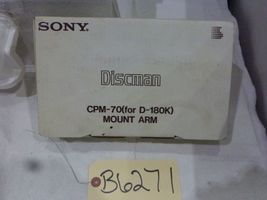 SONY
Discman
CPM-70(for D-180K)
MOUNT ARM
B6271